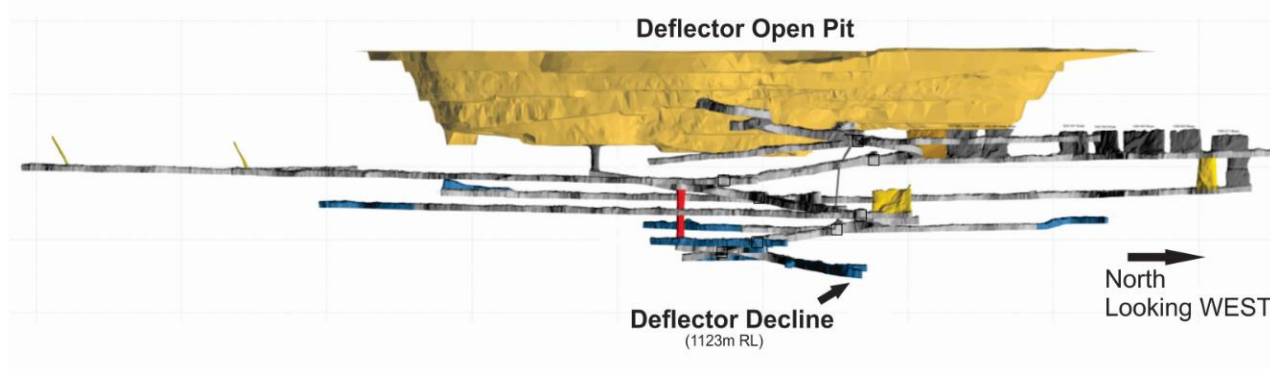 Deflector Open Pit
North
Looking WEST
Deflector Decline
(1123m RL)